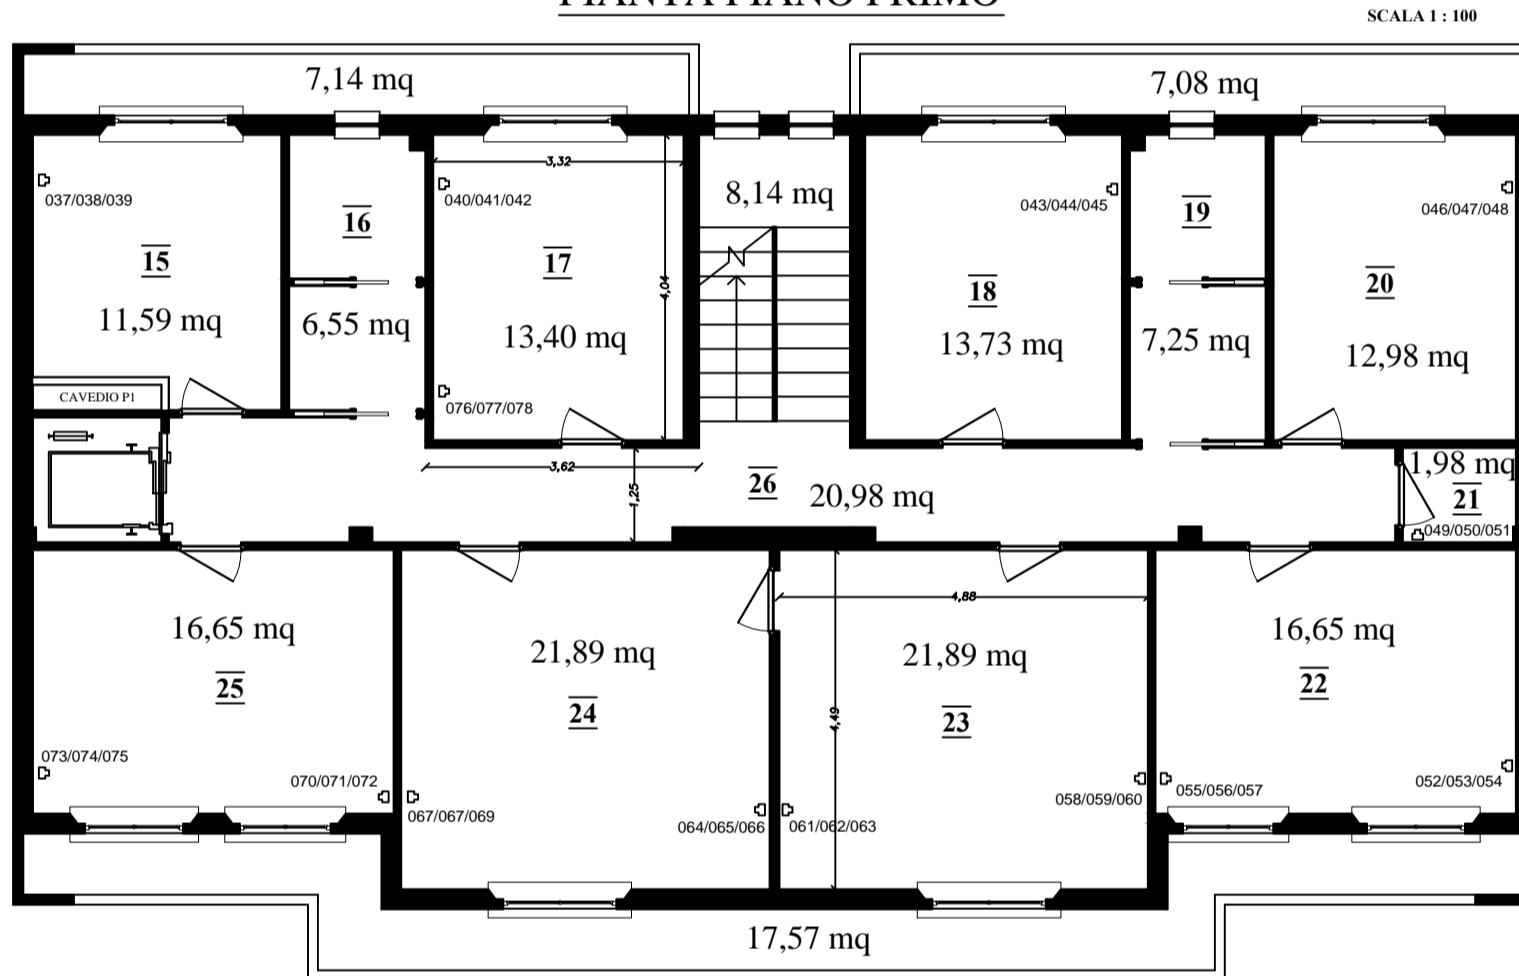 PIANTA PIANO PRIMO
SCALA 1 : 100
7,14 mq
7,08 mq
3,32
037/038/039
040/041/042
8,14 mq
043/044/045
046/047/048
16
19
15
17
4,04
18
20
11,59 mq
6,55 mq
13,40 mq
13,73 mq
7,25 mq
12,98 mq
CAVEDIO P1
076/077/078
3,62
1,25
26
20,98 mq
1,98 mq
21
049/050/051
4,88
16,65 mq
21,89 mq
21,89 mq
16,65 mq
25
24
23
22
4,49
073/074/075
070/071/072
067/067/069
064/065/066
061/062/063
058/059/060
055/056/057
052/053/054
17,57 mq